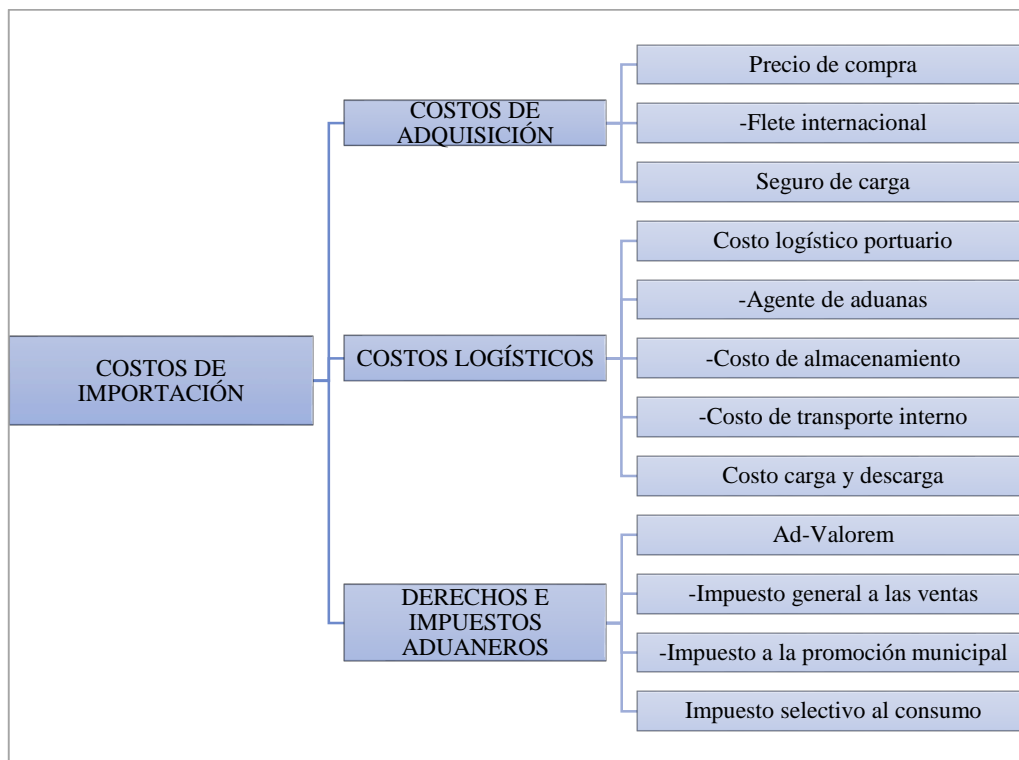 COSTOS DE
IMPORTACIÓN
COSTOS DE
ADQUISICIÓN
Precio de compra
-Flete internacional
Seguro de carga
COSTOS LOGÍSTICOS
Costo logístico portuario
-Agente de aduanas
-Costo de almacenamiento
-Costo de transporte interno
Costo carga y descarga
DERECHOS E
IMPUESTOS
ADUANEROS
Ad-Valorem
-Impuesto general a las ventas
-Impuesto a la promoción municipal
Impuesto selectivo al consumo